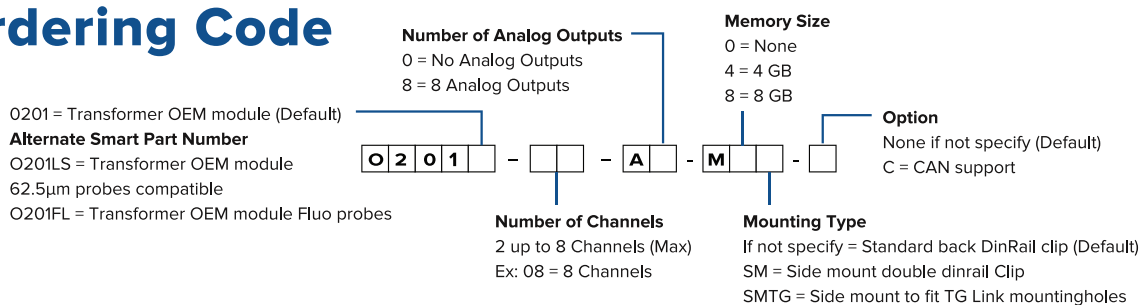 rdering Code
Number of Analog Outputs
0 = No Analog Outputs
8 = 8 Analog Outputs
Memory Size
0 = None
4 = 4 GB
8 = 8 GB
0201 = Transformer OEM module (Default)
Alternate Smart Part Number
O201LS = Transformer OEM module
62.5µm probes compatible
O201FL = Transformer OEM module Fluo probes
O 2 0 1 - - A - M -
Option
None if not specify (Default)
C = CAN support
Number of Channels
2 up to 8 Channels (Max)
Ex: 08 = 8 Channels
Mounting Type
If not specify = Standard back DinRail clip (Default)
SM = Side mount double dinrail Clip
SMTG = Side mount to fit TG Link mountingholes